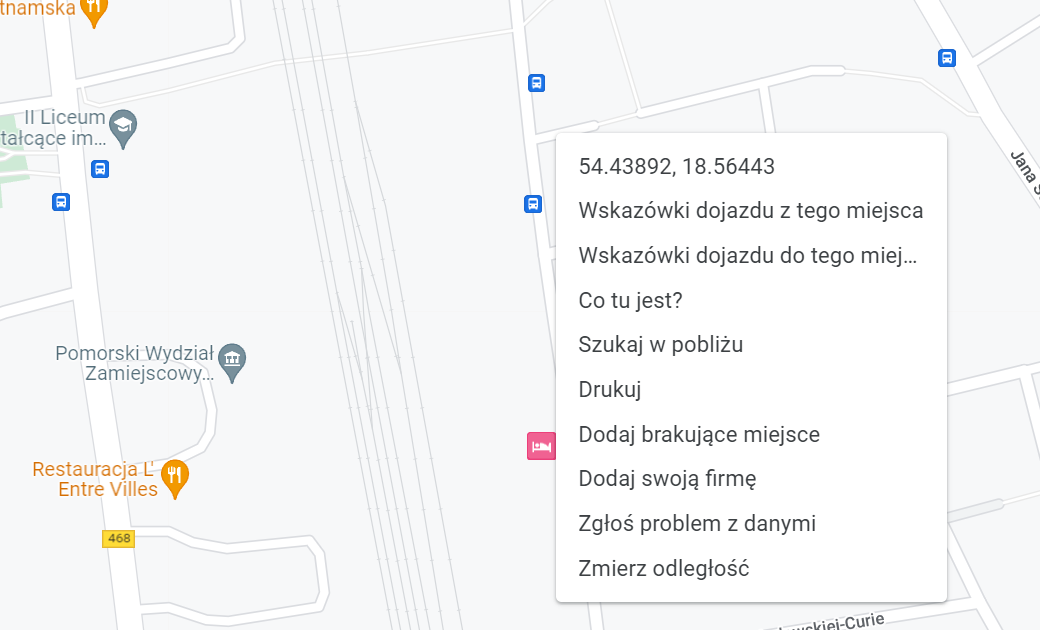 tnamska
II Liceum
tałcące im...
54.43892, 18.56443
Wskazówki dojazdu z tego miejsca
Wskazówki dojazdu do tego miej...
Co tu jest?
Szukaj w pobliżu
Drukuj
Dodaj brakujące miejsce
Dodaj swoją firmę
Zgłoś problem z danymi
Zmierz odległość
Jana S
Pomorski Wydział
Zamiejscowy...
Restauracja L'
Entre Villes
468
wskiej-Curie